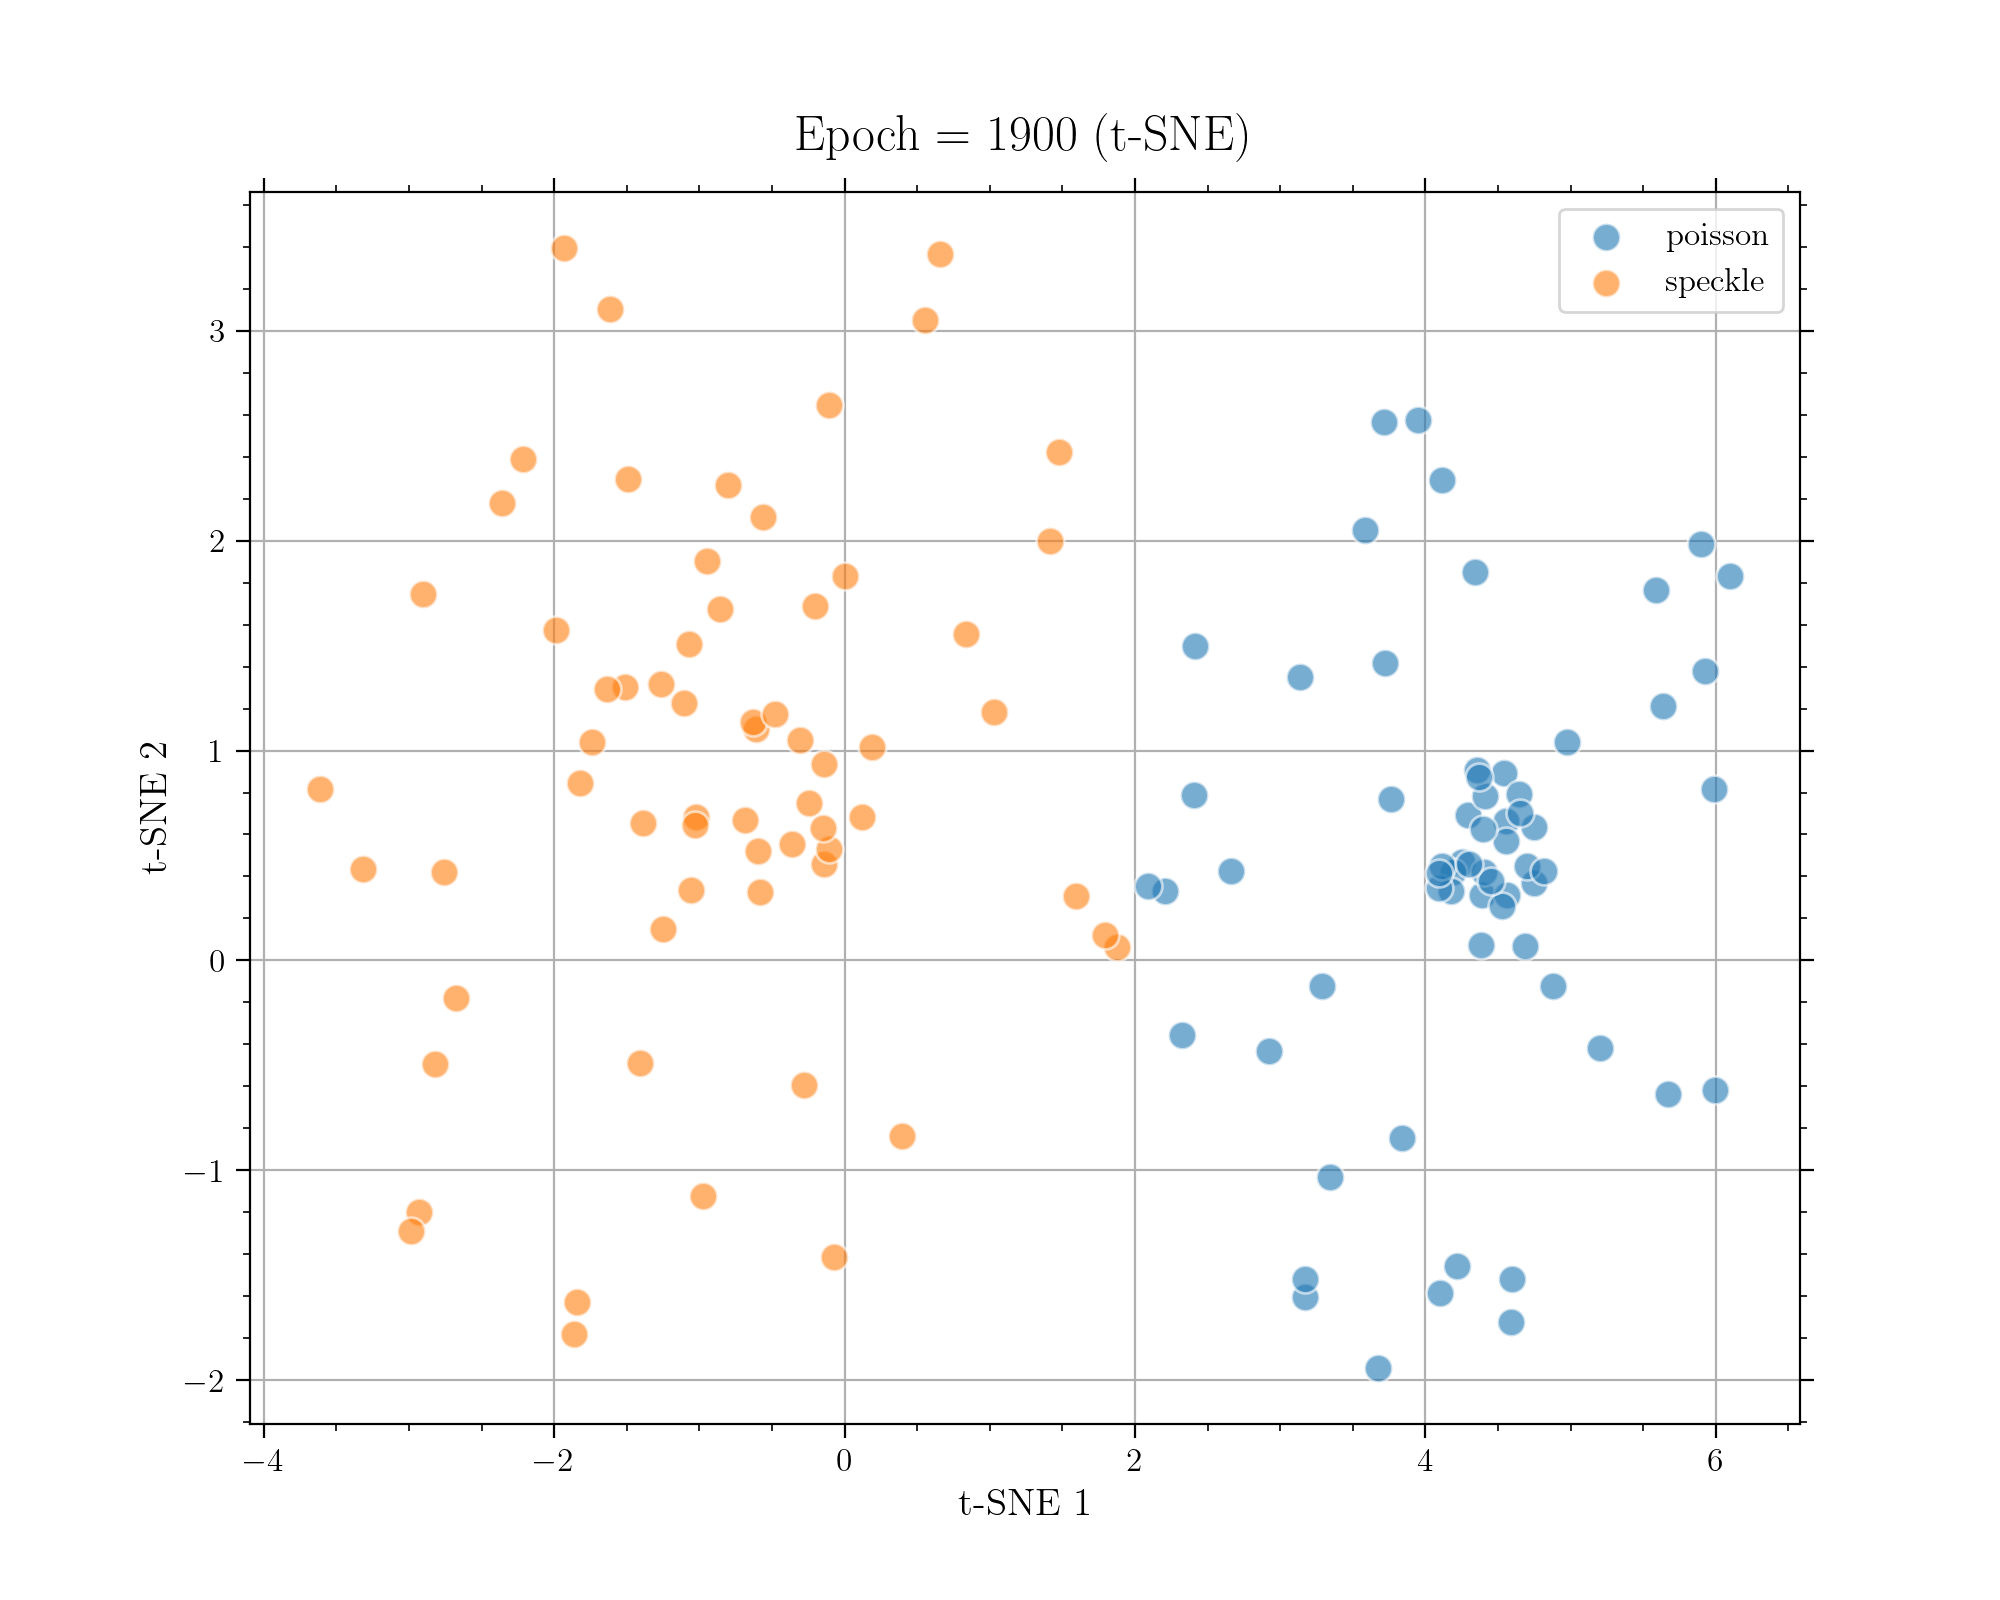 Epoch = 1900 (t-SNE)
poisson
speckle
t-SNE 2
3
2
1
0
−1
−2
−4
−2
0
2
4
6
t-SNE 1